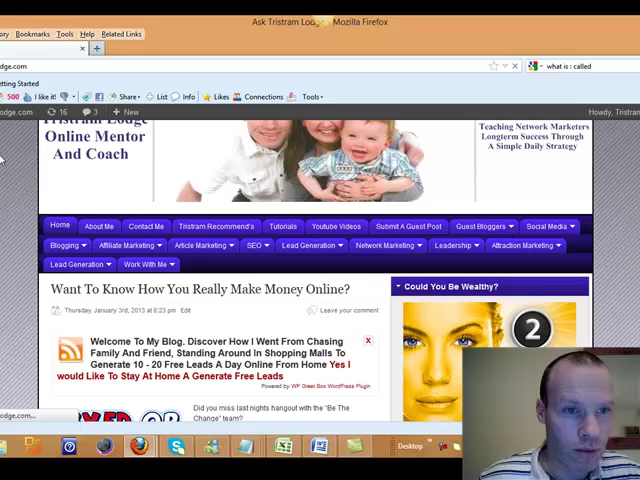 Ask Tristram Lodge - Mozilla Firefox
ory Bookmarks Tools Help Related Links
dge.com
what is : called
etting Started
500 I like it! Share List Info Likes Connections Tools
odge.com 16 3 New Howdy, Tristra
Tristram Lodge
Online Mentor
And Coach
Teaching Network Marketers
Longterm Success Through
A Simple Daily Strategy
Home About Me Contact Me Tristram Recommend's Tutorials Youtube Videos Submit A Guest Post Guest Bloggers Social Media
Blogging Affiliate Marketing Article Marketing SEO Lead Generation Network Marketing Leadership Attraction Marketing
Lead Generation Work With Me
Want To Know How You Really Make Money Online?
Could You Be Wealthy?
Thursday, January 3rd, 2013 at 6:23 pm Edit
Leave your comment
Welcome To My Blog. Discover How I Went From Chasing
Family And Friend, Standing Around In Shopping Malls To
Generate 10 - 20 Free Leads A Day Online From Home Yes I
would Like To Stay At Home A Generate Free Leads
X
2
Powered by WP Greet Box WordPress Plugin
Did you miss last nights hangout with the "Be The
Change" team?
Desktop